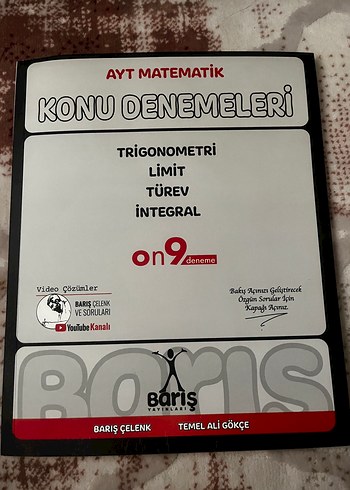 AYT MATEMATİK
KONU DENEMELERİ
TRİGONOMETRİ
LİMİT
TÜREV
İNTEGRAL
on9 deneme
Video Çözümler
BARIŞ ÇELENK
VE SORULARI
YouTube Kanalı
Bakış Açınızı Geliştirecek
Özgün Sorular İçin
Kapağı Açınız.
BARIŞ
BARIŞ
YAYINLARI
BARIŞ ÇELENK TEMEL ALİ GÖKÇE